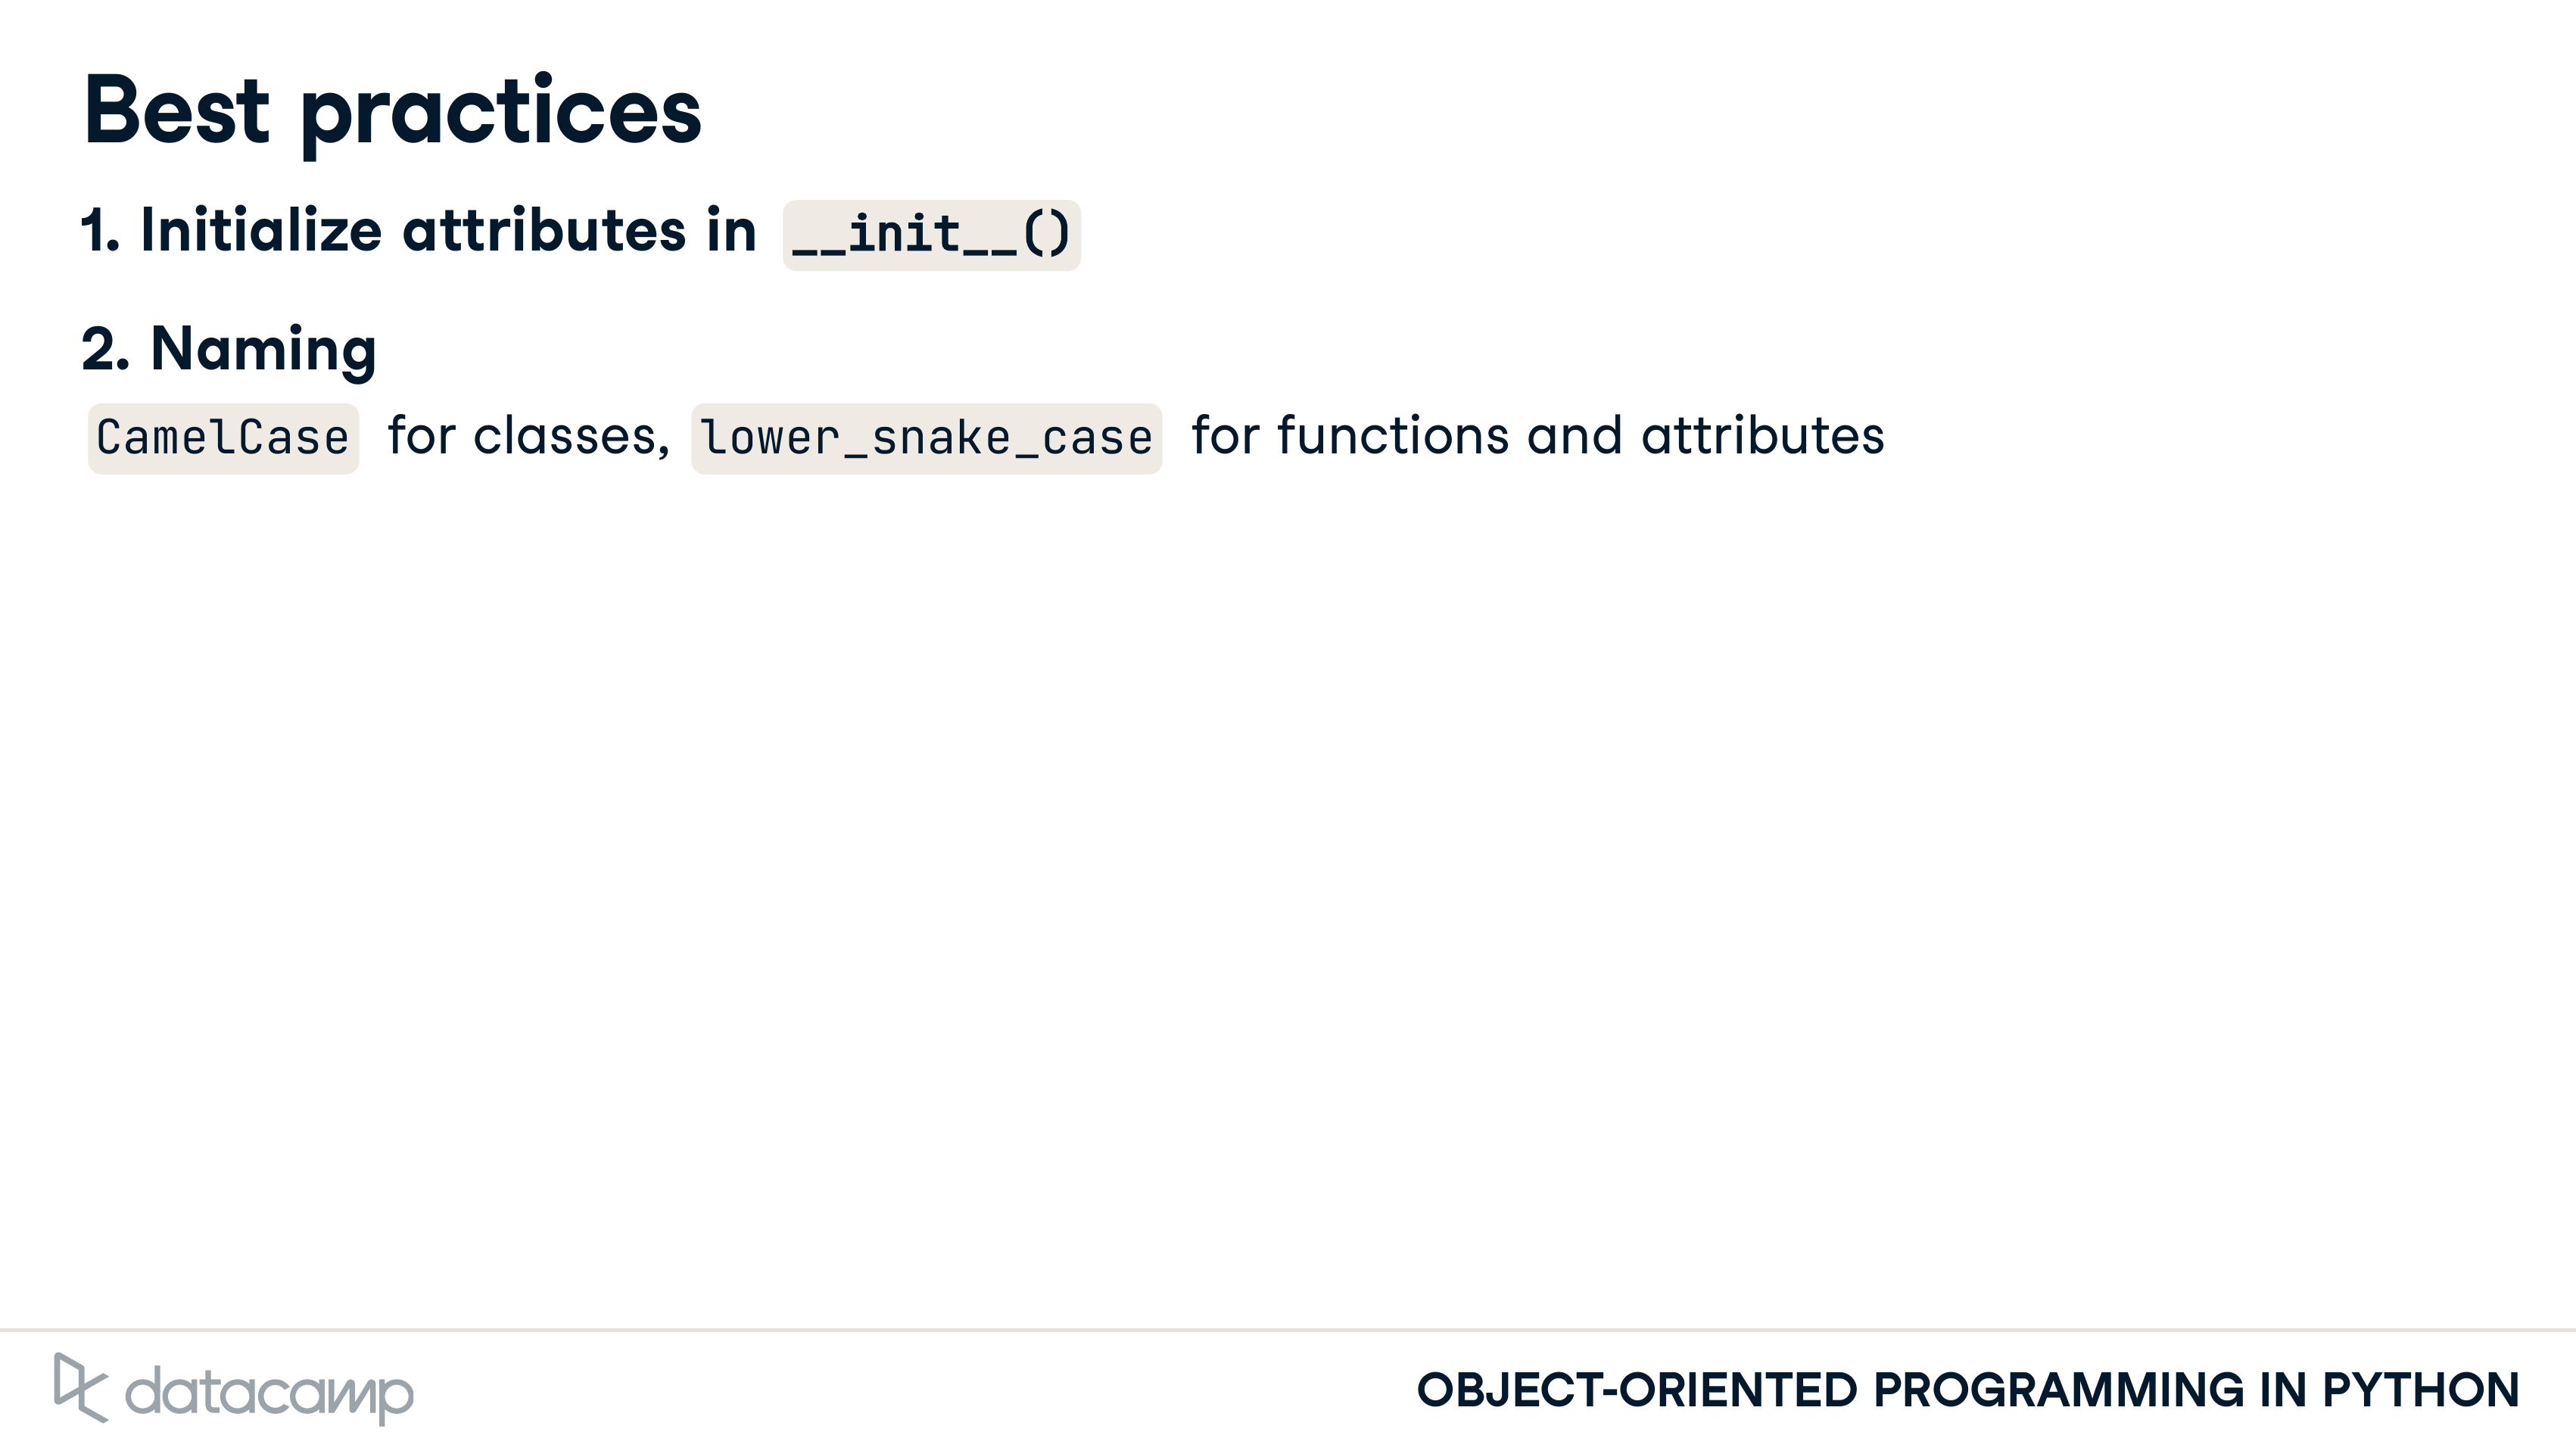 Best practices
1. Initialize attributes in __init__()
2. Naming
CamelCase for classes, lower_snake_case for functions and attributes
datacamp
OBJECT-ORIENTED PROGRAMMING IN PYTHON